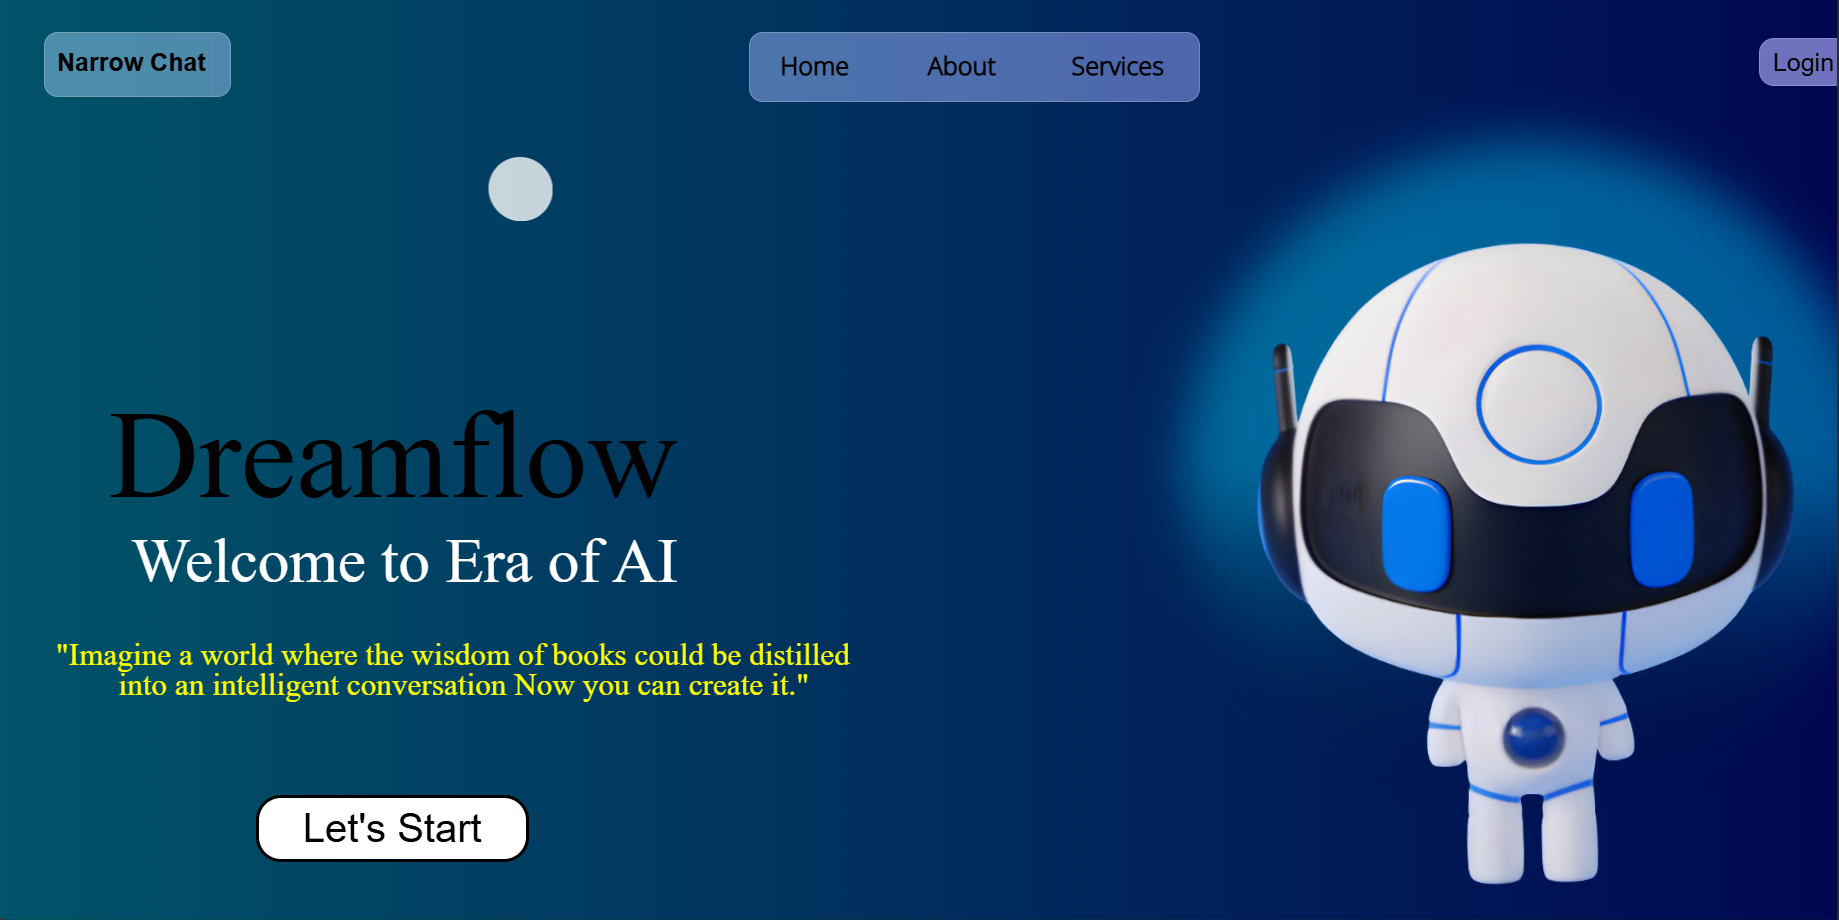 Narrow Chat
Home About Services
Login
Dreamflow
Welcome to Era of AI
"Imagine a world where the wisdom of books could be distilled
into an intelligent conversation Now you can create it."
Let's Start